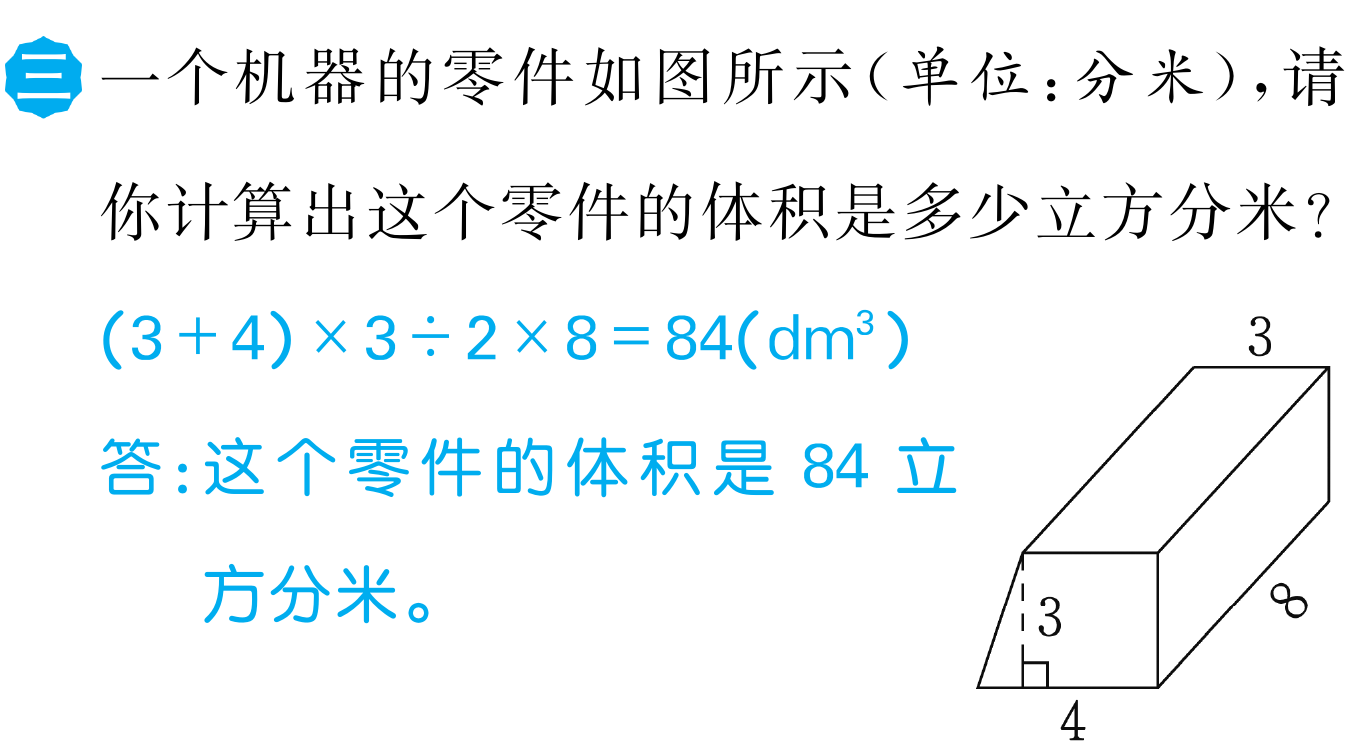 三 一个机器的零件如图所示(单位:分米),请
你计算出这个零件的体积是多少立方分米?
(3+4)×3÷2×8=84(dm³)
答:这个零件的体积是 84 立
方分米。
3
3
8
4